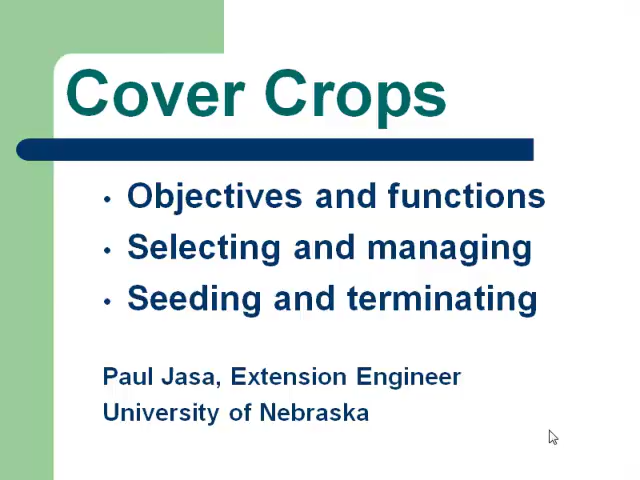 Cover Crops
• Objectives and functions
• Selecting and managing
• Seeding and terminating
Paul Jasa, Extension Engineer
University of Nebraska